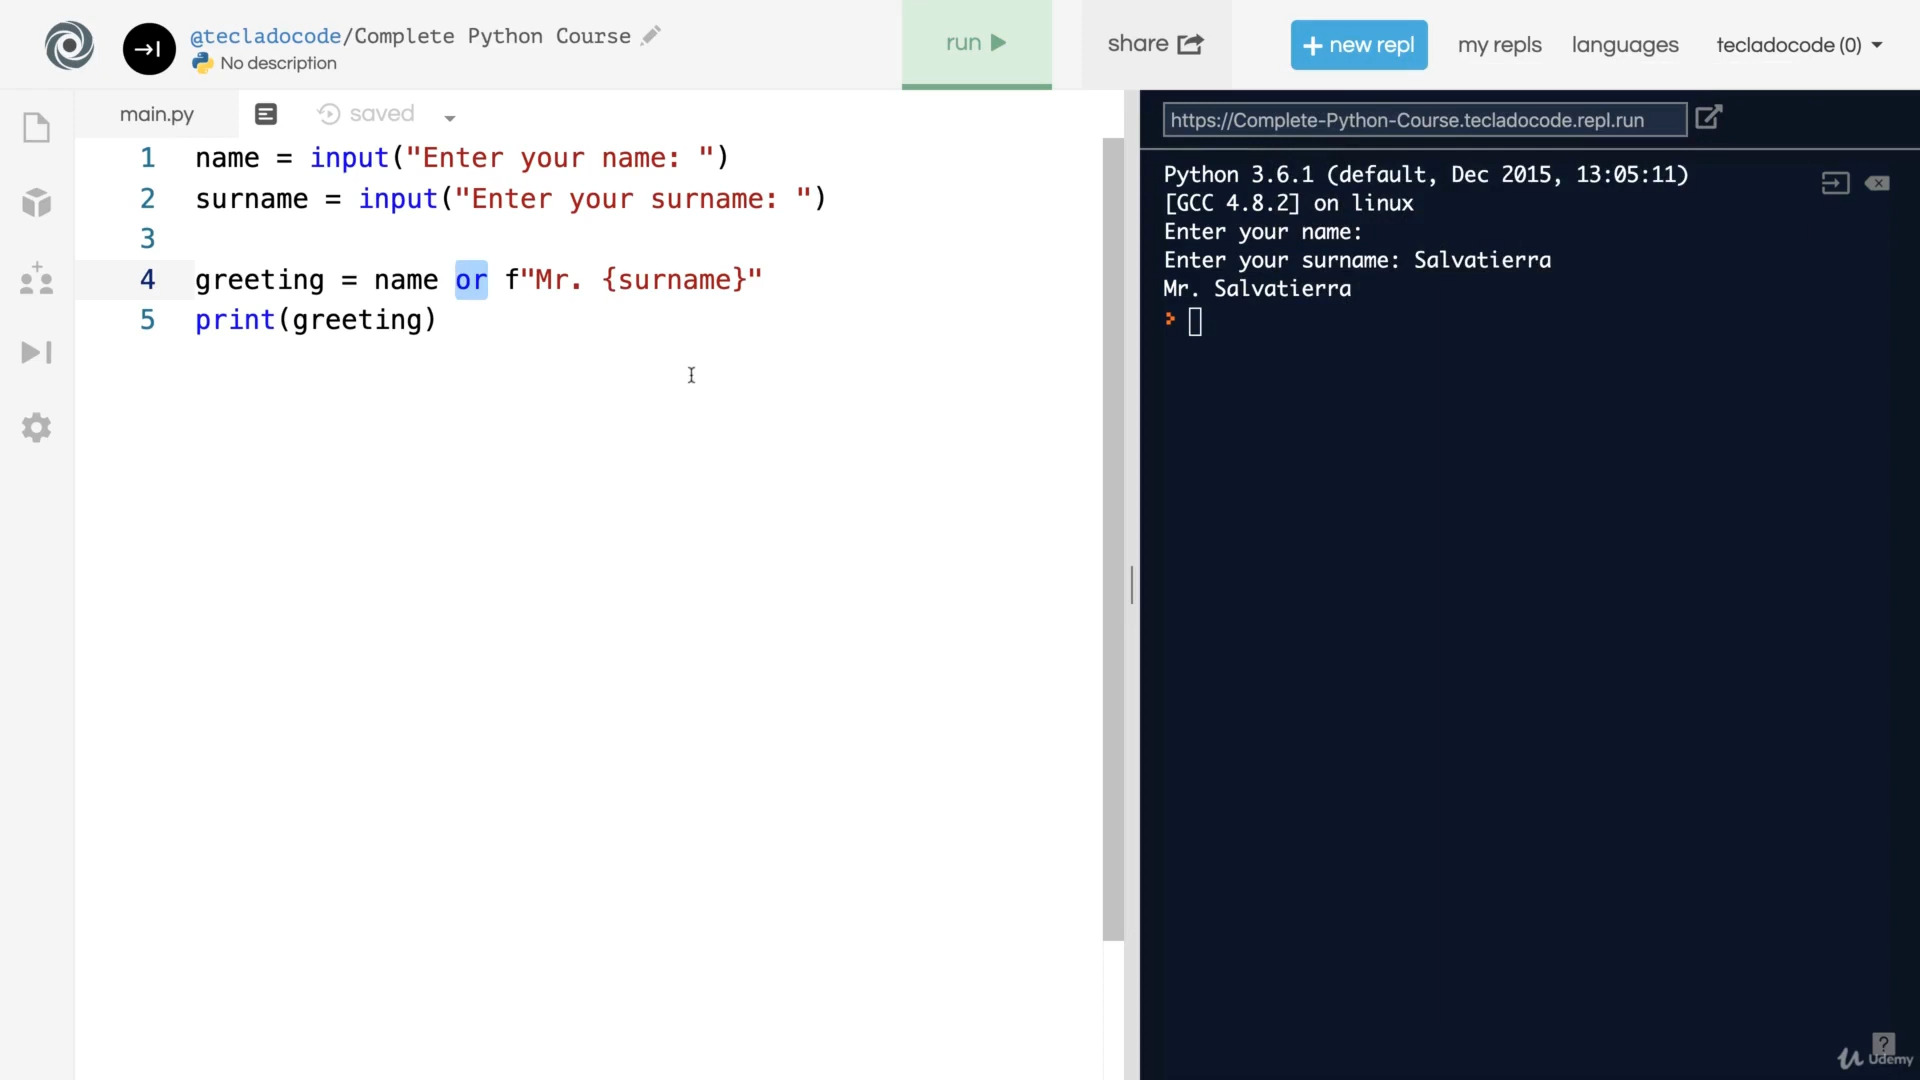 @tecladocode/Complete Python Course
No description
run
share
+ new repl
my repls
languages
tecladocode (0)
main.py
saved
1 name = input("Enter your name: ")
2 surname = input("Enter your surname: ")
3
4 greeting = name or f"Mr. {surname}"
5 print(greeting)
https://Complete-Python-Course.tecladocode.repl.run
Python 3.6.1 (default, Dec 2015, 13:05:11)
[GCC 4.8.2] on linux
Enter your name:
Enter your surname: Salvatierra
Mr. Salvatierra
?
Udemy